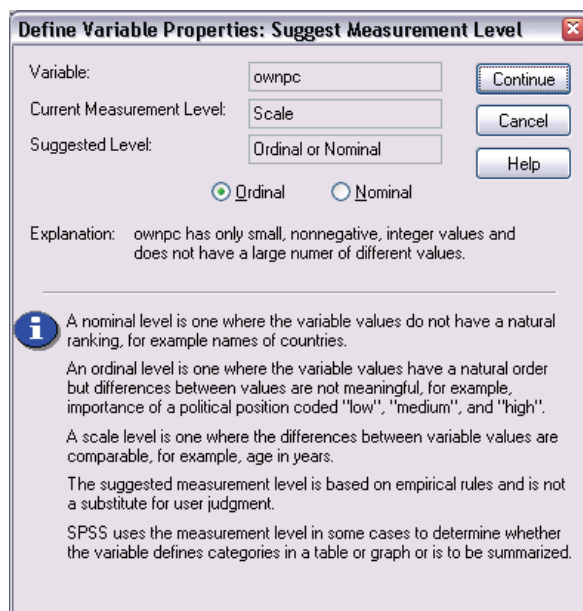 Define Variable Properties: Suggest Measurement Level
Variable: ownpc Continue
Current Measurement Level: Scale Cancel
Suggested Level: Ordinal or Nominal Help
Ordinal Nominal
Explanation: ownpc has only small, nonnegative, integer values and
does not have a large numer of different values.
A nominal level is one where the variable values do not have a natural
ranking, for example names of countries.
An ordinal level is one where the variable values have a natural order
but differences between values are not meaningful, for example,
importance of a political position coded "low", "medium", and "high".
A scale level is one where the differences between variable values are
comparable, for example, age in years.
The suggested measurement level is based on empirical rules and is not
a substitute for user judgment.
SPSS uses the measurement level in some cases to determine whether
the variable defines categories in a table or graph or is to be summarized.